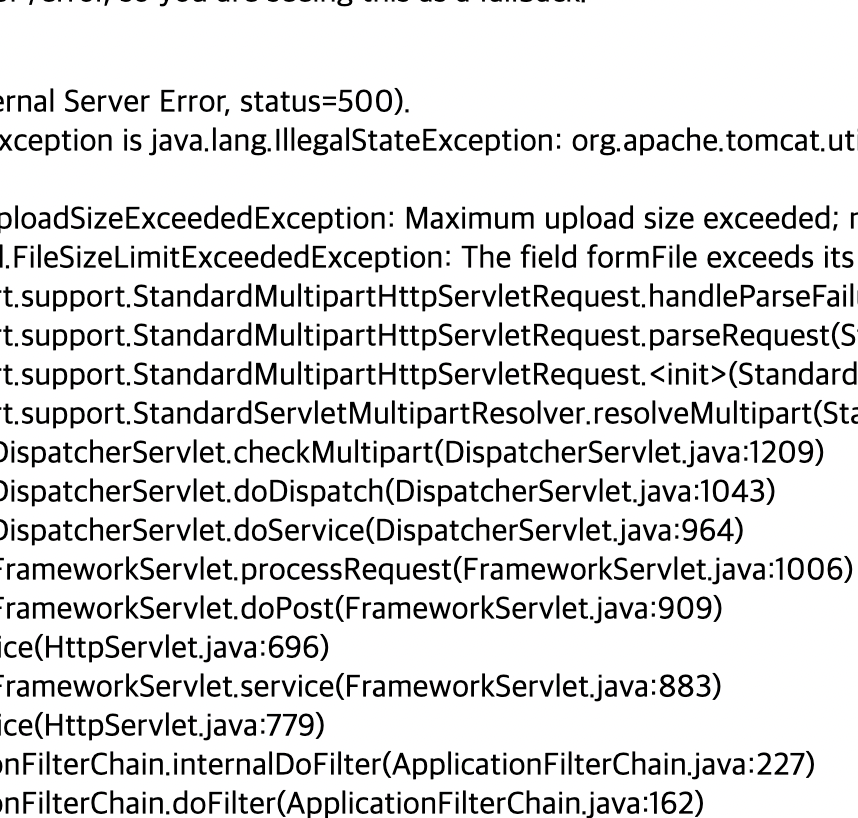 or /error, so you are seeing this as a fallback.
ernal Server Error, status=500).
xception is java.lang.IllegalStateException: org.apache.tomcat.uti
ploadSizeExceededException: Maximum upload size exceeded; n
l.FileSizeLimitExceededException: The field formFile exceeds its
rt.support.StandardMultipartHttpServletRequest.handleParseFailu
rt.support.StandardMultipartHttpServletRequest.parseRequest(St
rt.support.StandardMultipartHttpServletRequest.<init>(Standard
rt.support.StandardServletMultipartResolver.resolveMultipart(Sta
DispatcherServlet.checkMultipart(DispatcherServlet.java:1209)
DispatcherServlet.doDispatch(DispatcherServlet.java:1043)
DispatcherServlet.doService(DispatcherServlet.java:964)
FrameworkServlet.processRequest(FrameworkServlet.java:1006)
FrameworkServlet.doPost(FrameworkServlet.java:909)
ice(HttpServlet.java:696)
FrameworkServlet.service(FrameworkServlet.java:883)
ice(HttpServlet.java:779)
onFilterChain.internalDoFilter(ApplicationFilterChain.java:227)
onFilterChain.doFilter(ApplicationFilterChain.java:162)